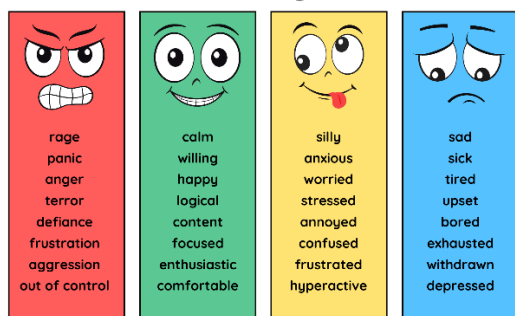 rage
panic
anger
terror
defiance
frustration
aggression
out of control
calm
willing
happy
logical
content
focused
enthusiastic
comfortable
silly
anxious
worried
stressed
annoyed
confused
frustrated
hyperactive
sad
sick
tired
upset
bored
exhausted
withdrawn
depressed